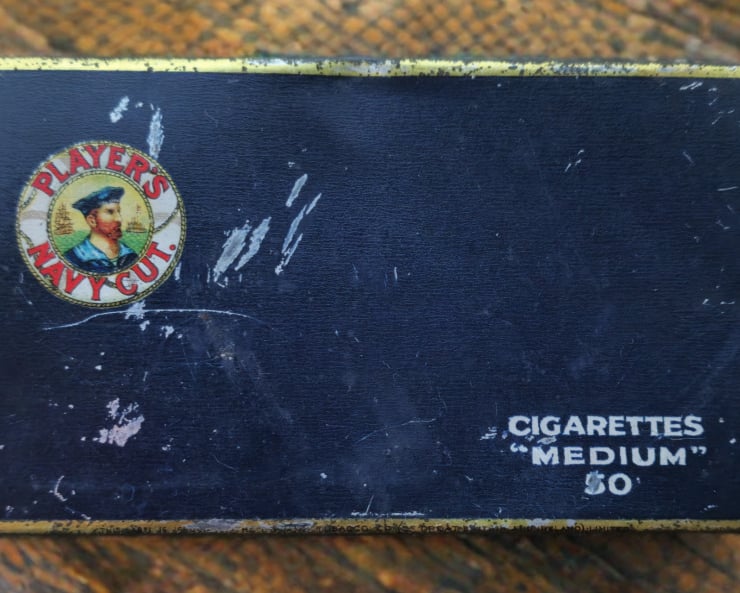 PLAYER'S
NAVY CUT.
CIGARETTES
"MEDIUM"
50